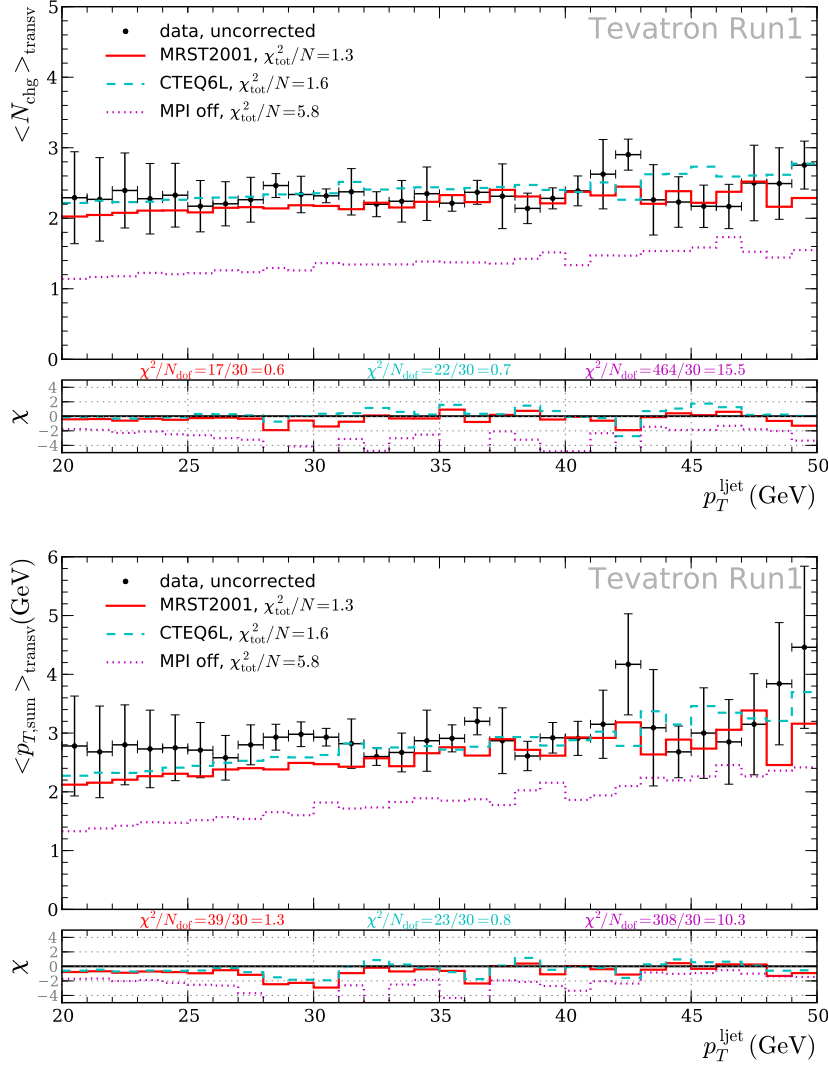 5
4
3
2
1
0
<N_chg >_transv
Tevatron Run1
data, uncorrected
MRST2001, χ²_tot/N=1.3
CTEQ6L, χ²_tot/N=1.6
MPI off, χ²_tot/N=5.8
χ²/N_dof=17/30=0.6 χ²/N_dof=22/30=0.7 χ²/N_dof=464/30=15.5
4
2
0
−2
−4
χ
20 25 30 35 40 45 50
p_T^ljet (GeV)
6
5
4
3
2
1
0
<p_T,sum >_transv(GeV)
Tevatron Run1
data, uncorrected
MRST2001, χ²_tot/N=1.3
CTEQ6L, χ²_tot/N=1.6
MPI off, χ²_tot/N=5.8
χ²/N_dof=39/30=1.3 χ²/N_dof=23/30=0.8 χ²/N_dof=308/30=10.3
4
2
0
−2
−4
χ
20 25 30 35 40 45 50
p_T^ljet (GeV)